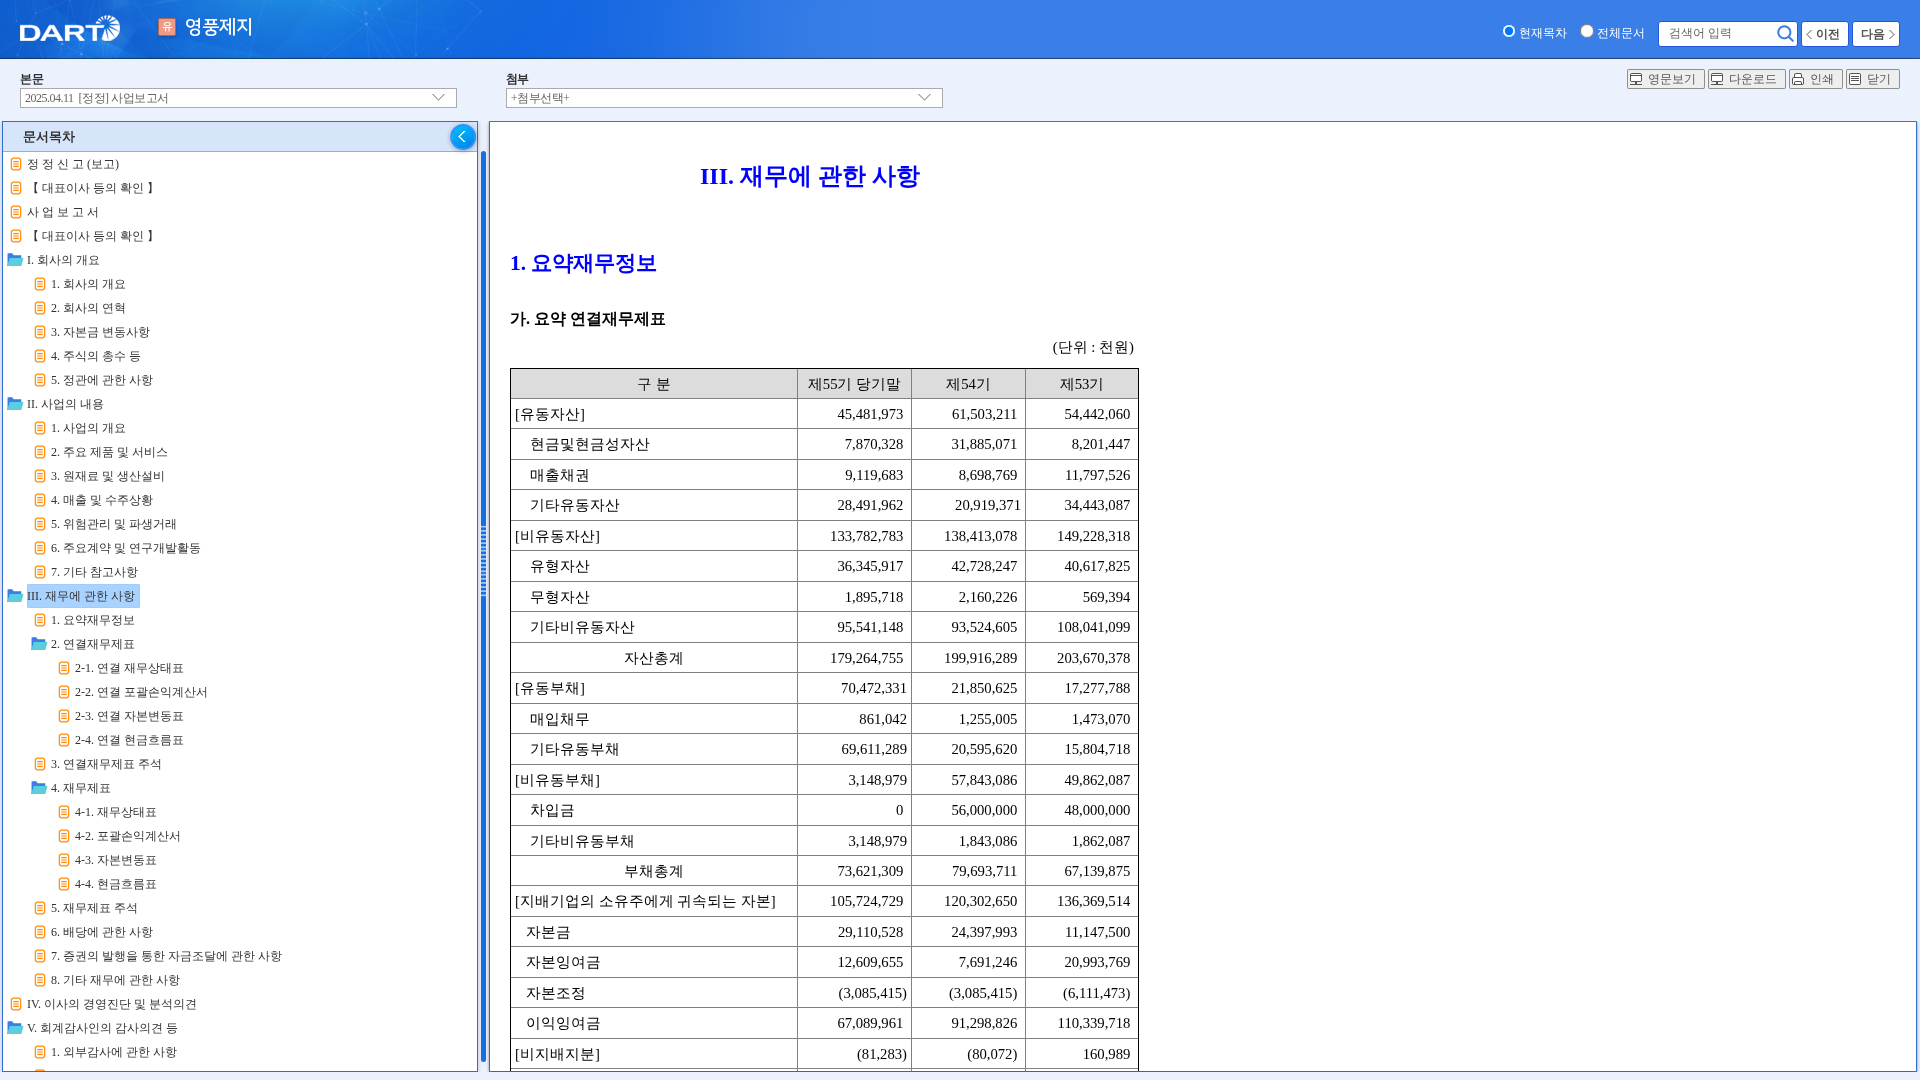 DART
유 영풍제지
현재목차 전체문서 검색어 입력 이전 다음
본문
2025.04.11 [정정] 사업보고서
첨부
+첨부선택+
영문보기 다운로드 인쇄 닫기
문서목차
정 정 신 고 (보고)
【 대표이사 등의 확인 】
사 업 보 고 서
【 대표이사 등의 확인 】
I. 회사의 개요
1. 회사의 개요
2. 회사의 연혁
3. 자본금 변동사항
4. 주식의 총수 등
5. 정관에 관한 사항
II. 사업의 내용
1. 사업의 개요
2. 주요 제품 및 서비스
3. 원재료 및 생산설비
4. 매출 및 수주상황
5. 위험관리 및 파생거래
6. 주요계약 및 연구개발활동
7. 기타 참고사항
III. 재무에 관한 사항
1. 요약재무정보
2. 연결재무제표
2-1. 연결 재무상태표
2-2. 연결 포괄손익계산서
2-3. 연결 자본변동표
2-4. 연결 현금흐름표
3. 연결재무제표 주석
4. 재무제표
4-1. 재무상태표
4-2. 포괄손익계산서
4-3. 자본변동표
4-4. 현금흐름표
5. 재무제표 주석
6. 배당에 관한 사항
7. 증권의 발행을 통한 자금조달에 관한 사항
8. 기타 재무에 관한 사항
IV. 이사의 경영진단 및 분석의견
V. 회계감사인의 감사의견 등
1. 외부감사에 관한 사항
III. 재무에 관한 사항
1. 요약재무정보
가. 요약 연결재무제표
(단위 : 천원)
구 분 제55기 당기말 제54기 제53기
[유동자산] 45,481,973 61,503,211 54,442,060
현금및현금성자산 7,870,328 31,885,071 8,201,447
매출채권 9,119,683 8,698,769 11,797,526
기타유동자산 28,491,962 20,919,371 34,443,087
[비유동자산] 133,782,783 138,413,078 149,228,318
유형자산 36,345,917 42,728,247 40,617,825
무형자산 1,895,718 2,160,226 569,394
기타비유동자산 95,541,148 93,524,605 108,041,099
자산총계 179,264,755 199,916,289 203,670,378
[유동부채] 70,472,331 21,850,625 17,277,788
매입채무 861,042 1,255,005 1,473,070
기타유동부채 69,611,289 20,595,620 15,804,718
[비유동부채] 3,148,979 57,843,086 49,862,087
차입금 0 56,000,000 48,000,000
기타비유동부채 3,148,979 1,843,086 1,862,087
부채총계 73,621,309 79,693,711 67,139,875
[지배기업의 소유주에게 귀속되는 자본] 105,724,729 120,302,650 136,369,514
자본금 29,110,528 24,397,993 11,147,500
자본잉여금 12,609,655 7,691,246 20,993,769
자본조정 (3,085,415) (3,085,415) (6,111,473)
이익잉여금 67,089,961 91,298,826 110,339,718
[비지배지분] (81,283) (80,072) 160,989